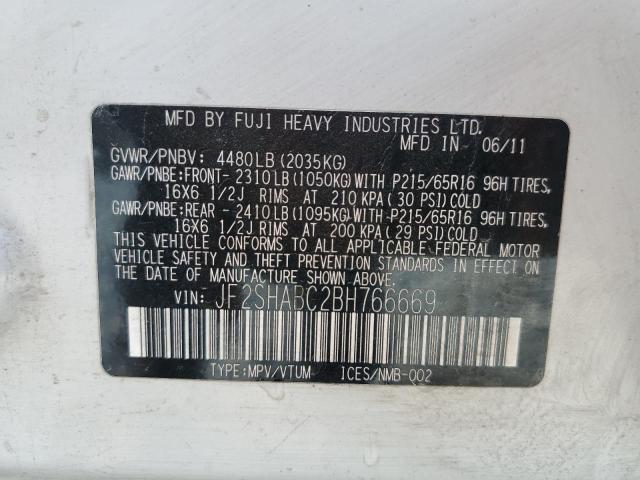 MFD BY FUJI HEAVY INDUSTRIES LTD.
MFD IN 06/11
GVWR/PNBV: 4480LB(2035KG)
GAWR/PNBE:FRONT- 2310LB(1050KG)WITH P215/65R16 96H TIRES,
16X6 1/2J RIMS AT 210 KPA(30 PSI)COLD
GAWR/PNBE:REAR - 2410LB(1095KG)WITH P215/65R16 96H TIRES,
16X6 1/2J RIMS AT 200 KPA(29 PSI)COLD
THIS VEHICLE CONFORMS TO ALL APPLICABLE FEDERAL MOTOR
VEHICLE SAFETY AND THEFT PREVENTION STANDARDS IN EFFECT ON
THE DATE OF MANUFACTURE SHOWN ABOVE.
VIN: JF2SHABC2BH766669
TYPE:MPV/VTUM ICES/NMB-002